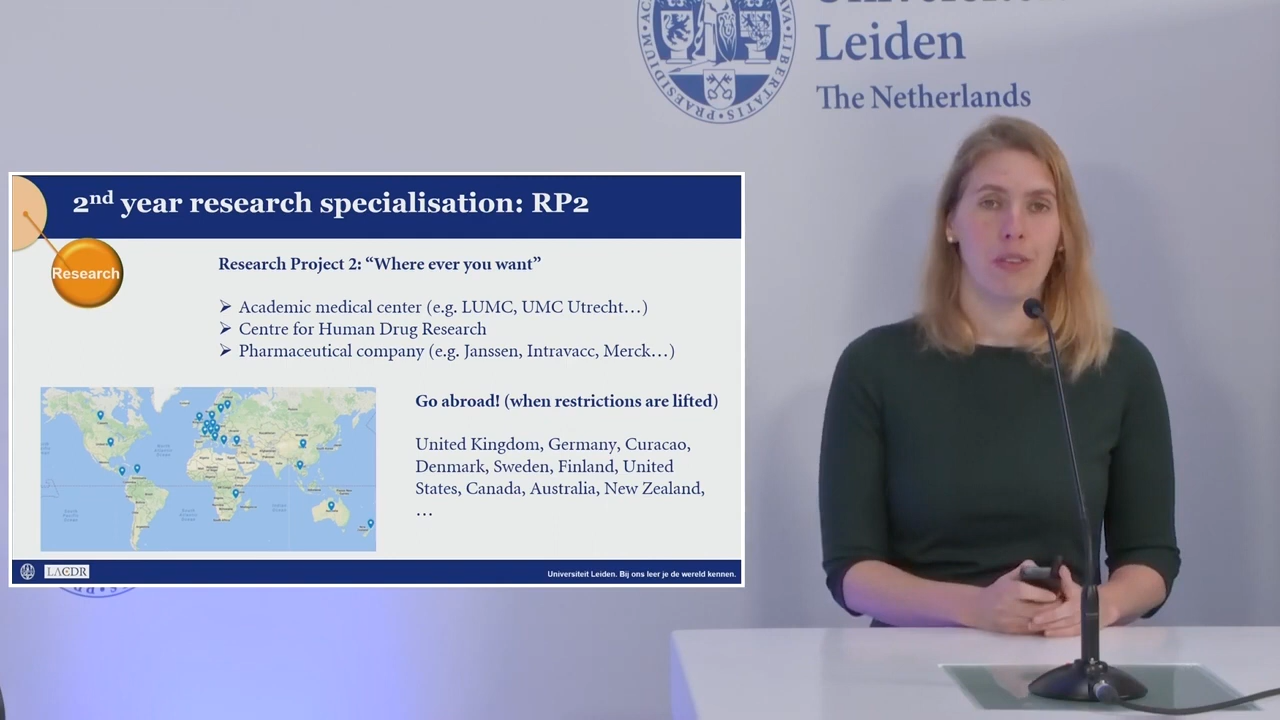 Leiden
The Netherlands
PRAESIDIUM
LIBERTATIS
2nd year research specialisation: RP2
Research
Research Project 2: “Where ever you want”
➢ Academic medical center (e.g. LUMC, UMC Utrecht…)
➢ Centre for Human Drug Research
➢ Pharmaceutical company (e.g. Janssen, Intravacc, Merck…)
Go abroad! (when restrictions are lifted)
United Kingdom, Germany, Curacao,
Denmark, Sweden, Finland, United
States, Canada, Australia, New Zealand,
…
LACDR
Universiteit Leiden. Bij ons leer je de wereld kennen.